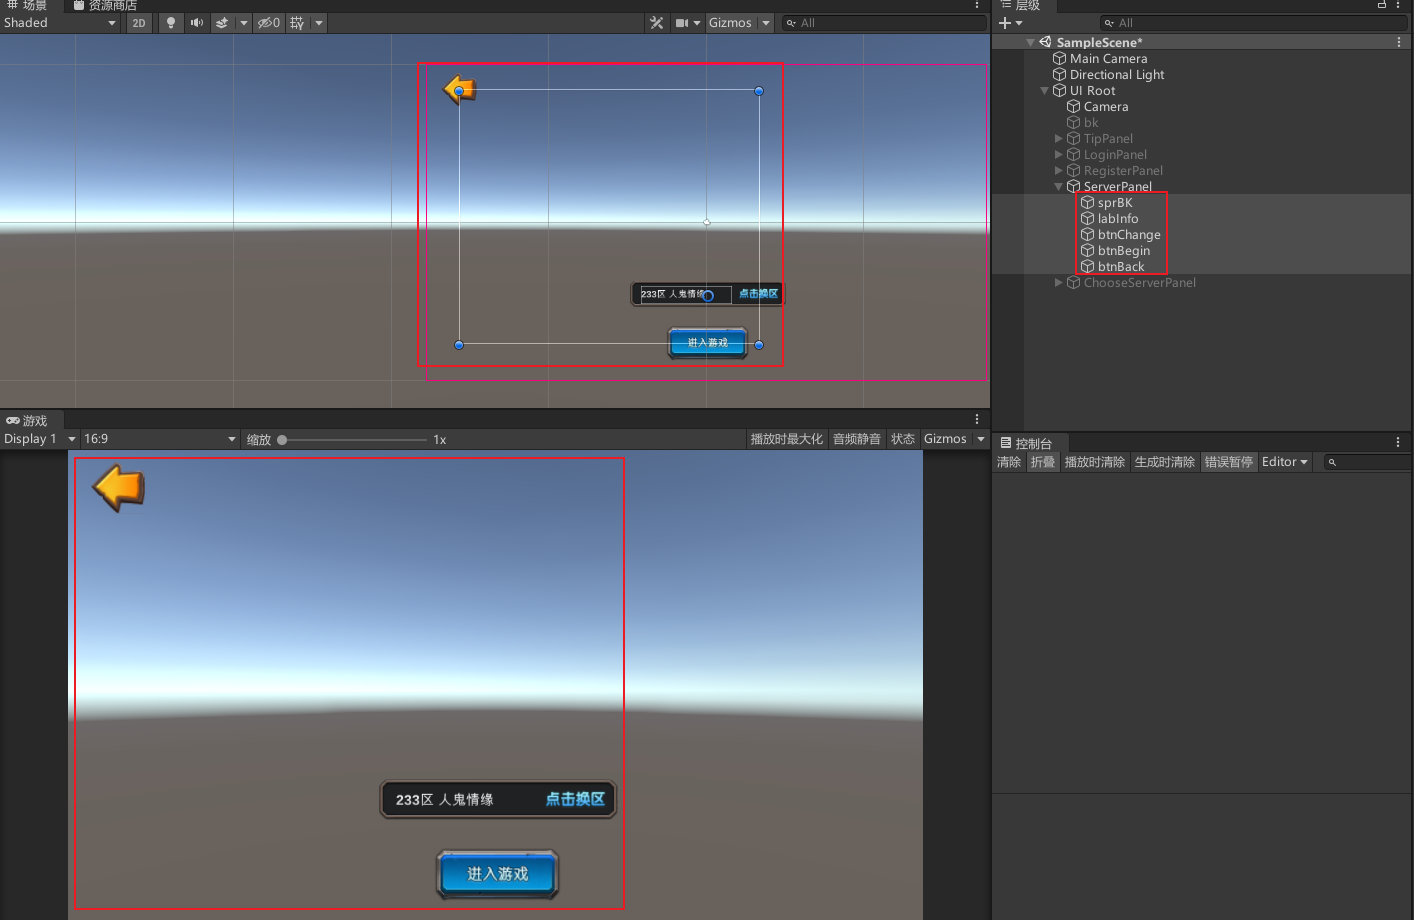 场景 资源商店
Shaded 2D 0 Gizmos All
233区 人鬼情缘 点击换区
进入游戏
游戏
Display 1 16:9 缩放 1x 播放时最大化 音频静音 状态 Gizmos
233区 人鬼情缘 点击换区
进入游戏
层级
All
SampleScene*
Main Camera
Directional Light
UI Root
Camera
bk
TipPanel
LoginPanel
RegisterPanel
ServerPanel
sprBK
labInfo
btnChange
btnBegin
btnBack
ChooseServerPanel
控制台
清除 折叠 播放时清除 生成时清除 错误暂停 Editor